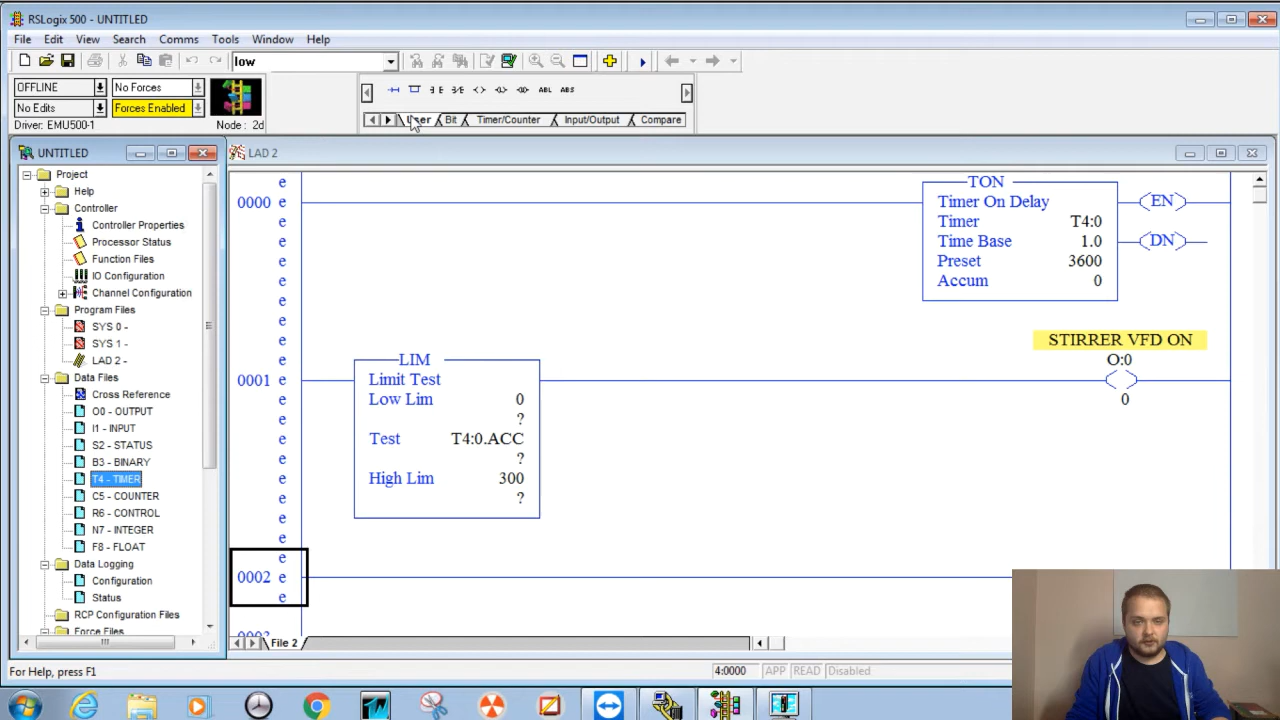 RSLogix 500 - UNTITLED
File Edit View Search Comms Tools Window Help
low
OFFLINE No Forces
No Edits Forces Enabled
Driver: EMU500-1 Node : 2d
ABL ABS
User Bit Timer/Counter Input/Output Compare
UNTITLED
Project
Help
Controller
Controller Properties
Processor Status
Function Files
IO Configuration
Channel Configuration
Program Files
SYS 0 -
SYS 1 -
LAD 2 -
Data Files
Cross Reference
O0 - OUTPUT
I1 - INPUT
S2 - STATUS
B3 - BINARY
T4 - TIMER
C5 - COUNTER
R6 - CONTROL
N7 - INTEGER
F8 - FLOAT
Data Logging
Configuration
Status
RCP Configuration Files
Force Files
LAD 2
e
0000 e
e
e
e
e
e
e
e
e
0001 e
e
e
e
e
e
e
e
e
e
0002 e
e
0003
TON
Timer On Delay
Timer T4:0
Time Base 1.0
Preset 3600
Accum 0
EN
DN
LIM
Limit Test
Low Lim 0
?
Test T4:0.ACC
?
High Lim 300
?
STIRRER VFD ON
O:0
0
File 2
For Help, press F1
4:0000 APP READ Disabled